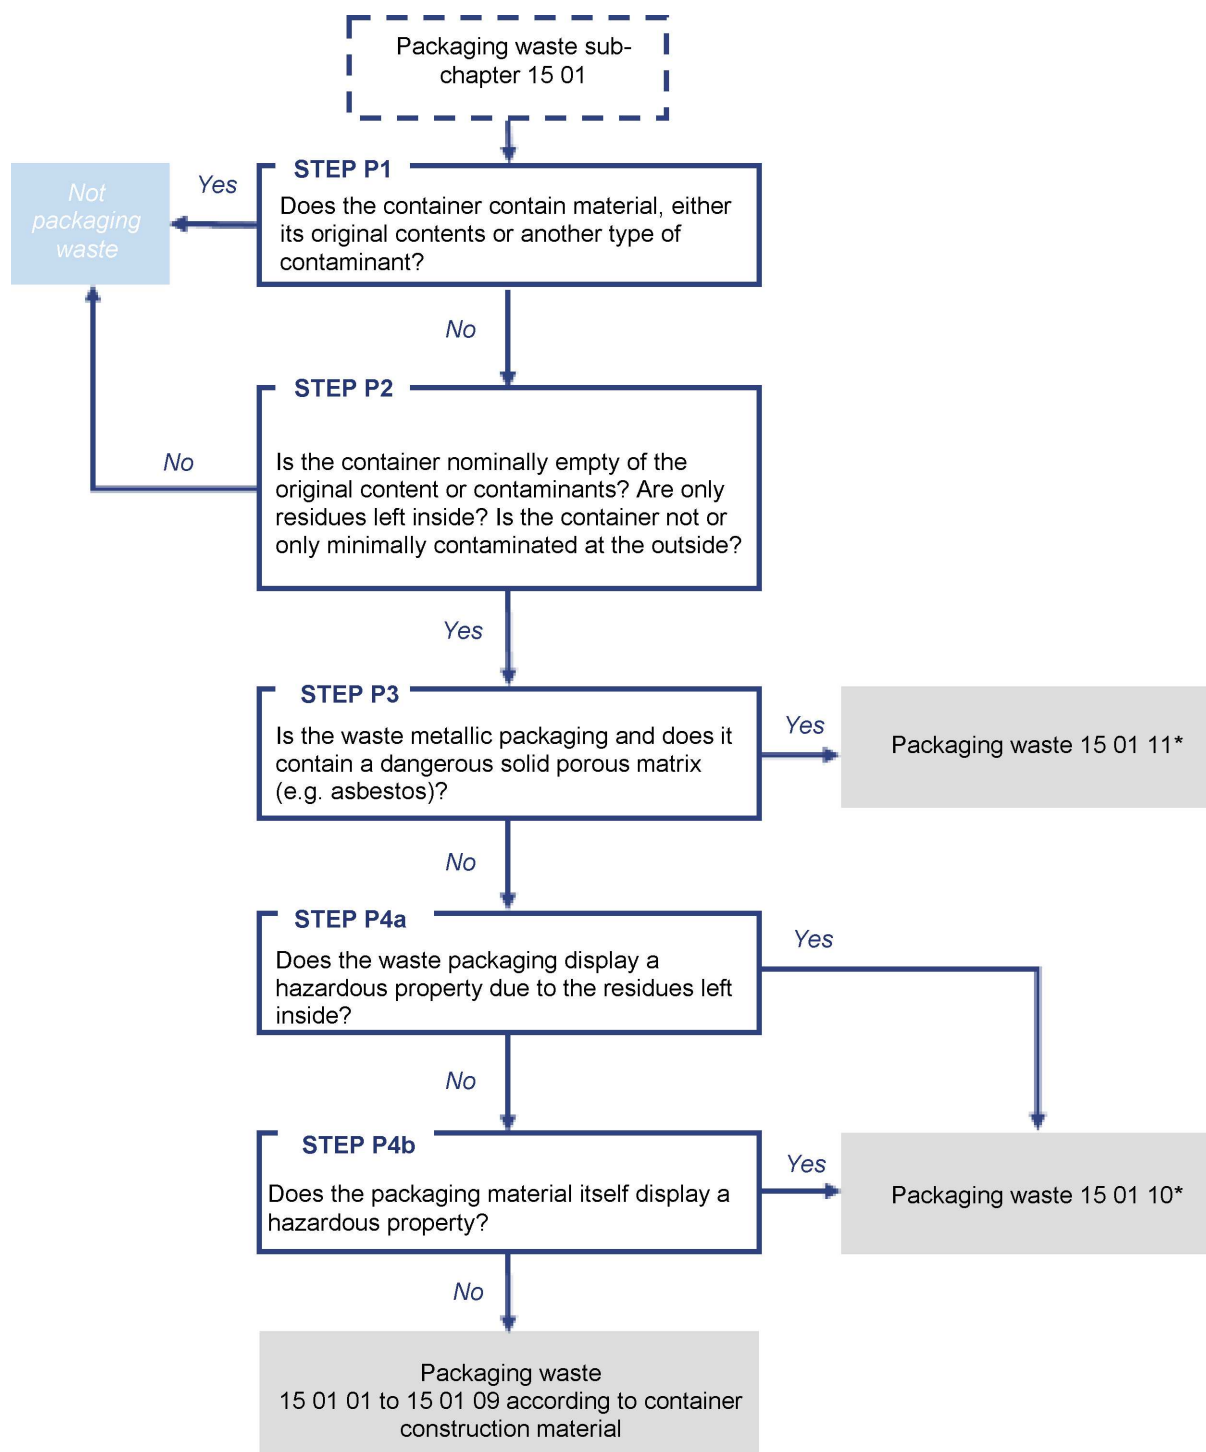 Packaging waste sub-
chapter 15 01
STEP P1
Yes
Not
packaging
waste
Does the container contain material, either
its original contents or another type of
contaminant?
No
STEP P2
No
Is the container nominally empty of the
original content or contaminants? Are only
residues left inside? Is the container not or
only minimally contaminated at the outside?
Yes
STEP P3
Is the waste metallic packaging and does it
contain a dangerous solid porous matrix
(e.g. asbestos)?
Yes
Packaging waste 15 01 11*
No
STEP P4a
Does the waste packaging display a
hazardous property due to the residues left
inside?
Yes
No
STEP P4b
Does the packaging material itself display a
hazardous property?
Yes
Packaging waste 15 01 10*
No
Packaging waste
15 01 01 to 15 01 09 according to container
construction material